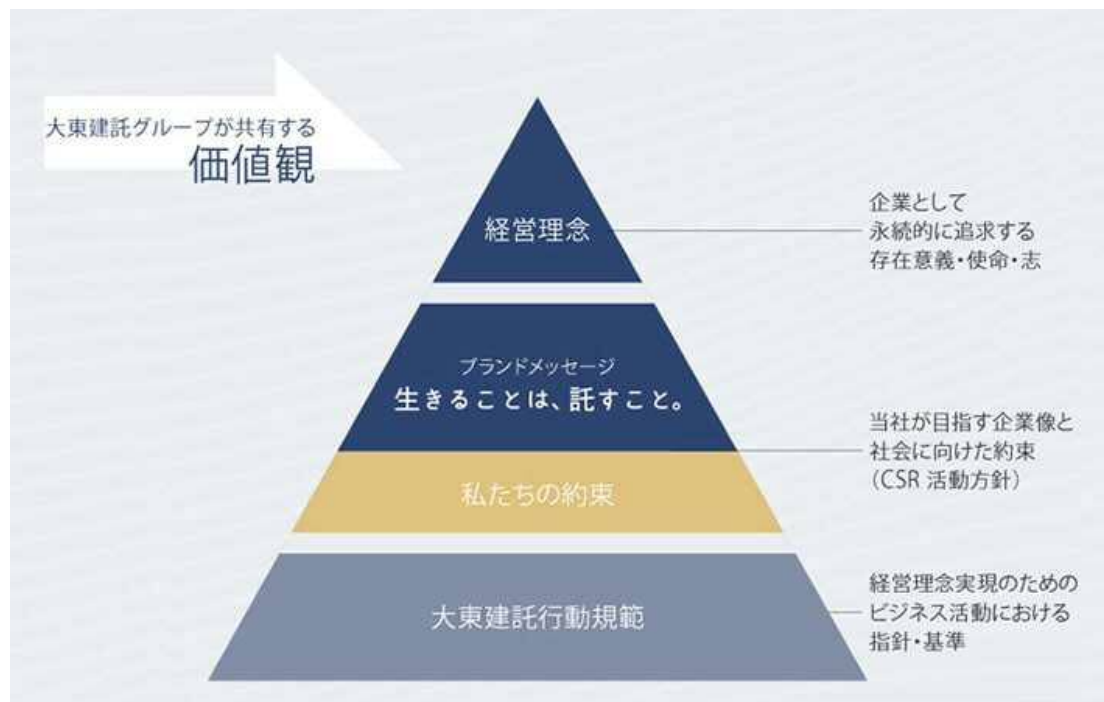 大東建託グループが共有する
価値観
経営理念
企業として
永続的に追求する
存在意義・使命・志
ブランドメッセージ
生きることは、託すこと。
私たちの約束
当社が目指す企業像と
社会に向けた約束
（CSR 活動方針）
大東建託行動規範
経営理念実現のための
ビジネス活動における
指針・基準